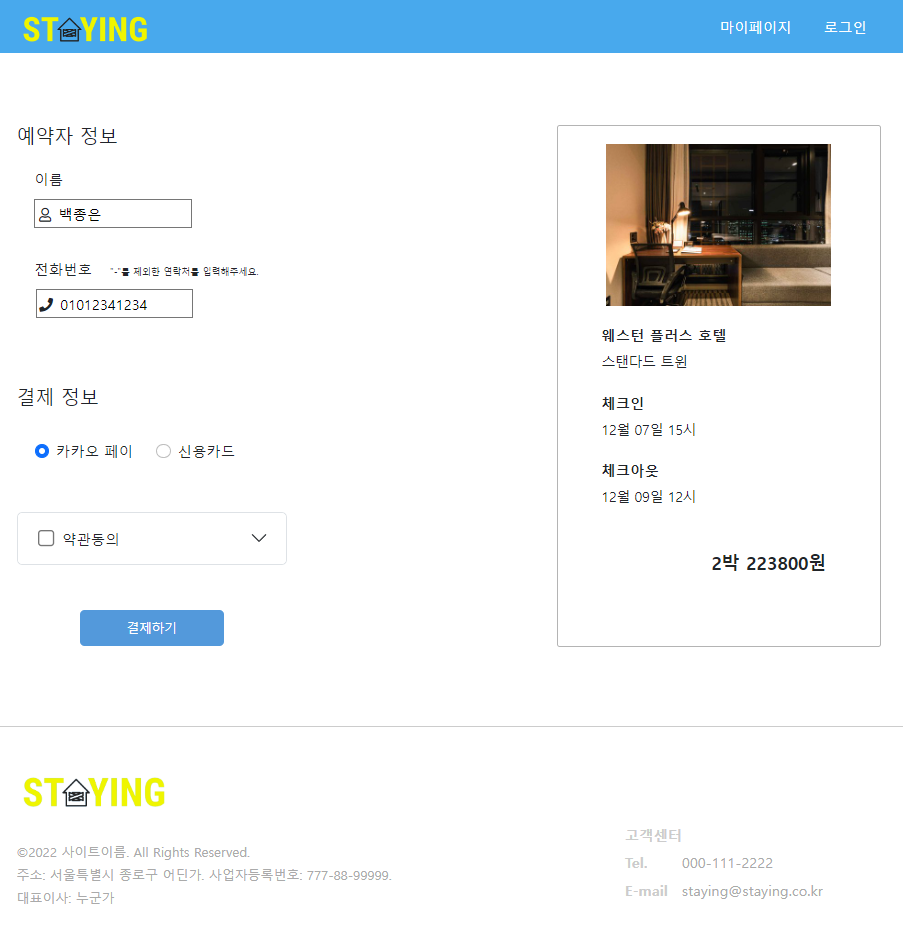 STAYING
마이페이지 로그인
예약자 정보
이름
백종은
전화번호 "-"를 제외한 연락처를 입력해주세요.
01012341234
결제 정보
카카오 페이 신용카드
약관동의
결제하기
웨스턴 플러스 호텔
스탠다드 트윈
체크인
12월 07일 15시
체크아웃
12월 09일 12시
2박 223800원
STAYING
©2022 사이트이름. All Rights Reserved.
주소: 서울특별시 종로구 어딘가. 사업자등록번호: 777-88-99999.
대표이사: 누군가
고객센터
Tel. 000-111-2222
E-mail staying@staying.co.kr